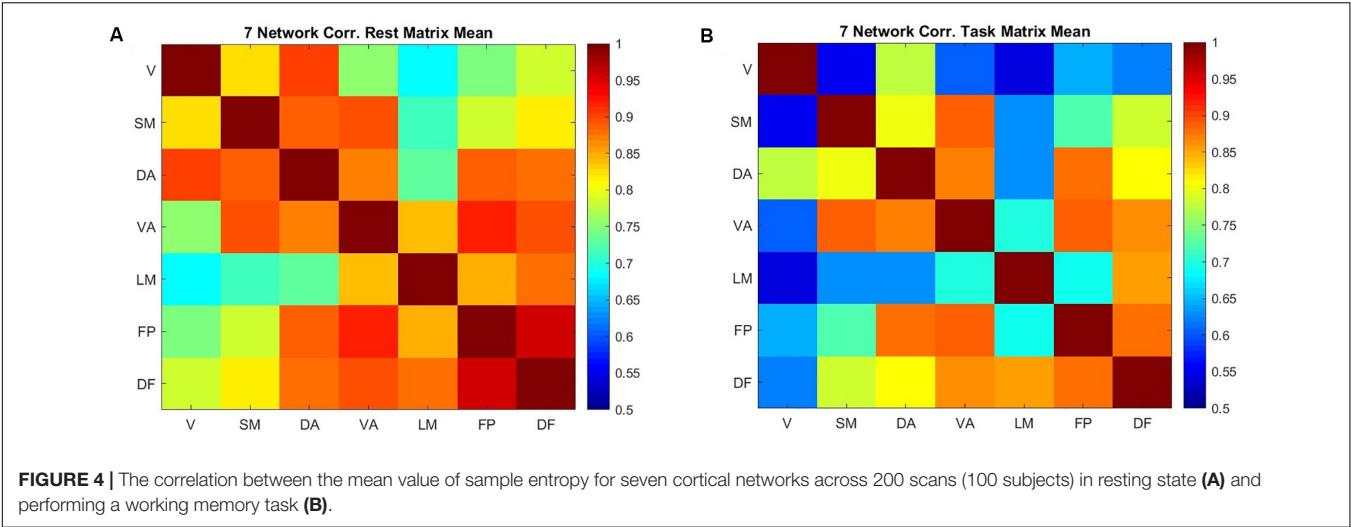 A
7 Network Corr. Rest Matrix Mean
V
SM
DA
VA
LM
FP
DF
V SM DA VA LM FP DF
1
0.95
0.9
0.85
0.8
0.75
0.7
0.65
0.6
0.55
0.5
B
7 Network Corr. Task Matrix Mean
V
SM
DA
VA
LM
FP
DF
V SM DA VA LM FP DF
1
0.95
0.9
0.85
0.8
0.75
0.7
0.65
0.6
0.55
0.5
FIGURE 4 | The correlation between the mean value of sample entropy for seven cortical networks across 200 scans (100 subjects) in resting state (A) and
performing a working memory task (B).